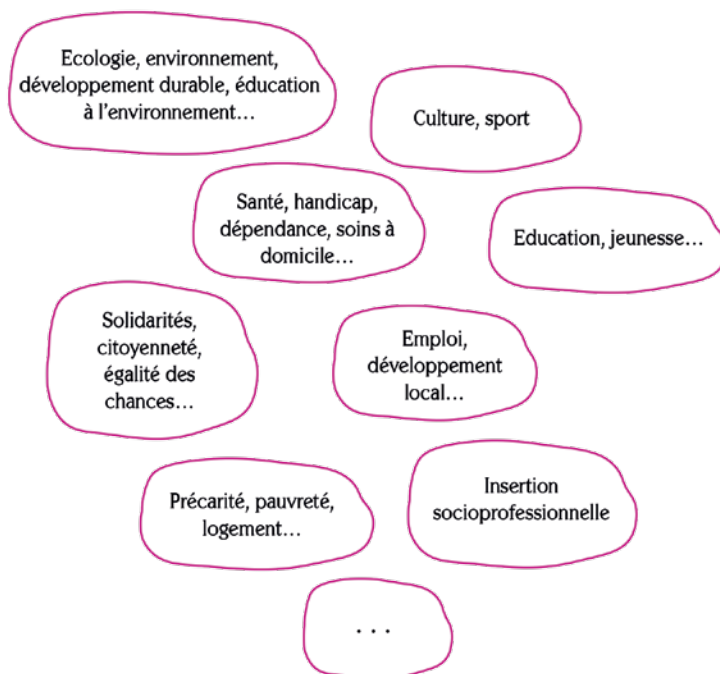 Ecologie, environnement,
développement durable, éducation
à l'environnement…
Culture, sport
Santé, handicap,
dépendance, soins à
domicile…
Education, jeunesse…
Solidarités,
citoyenneté,
égalité des
chances…
Emploi,
développement
local…
Précarité, pauvreté,
logement…
Insertion
socioprofessionnelle
. . .